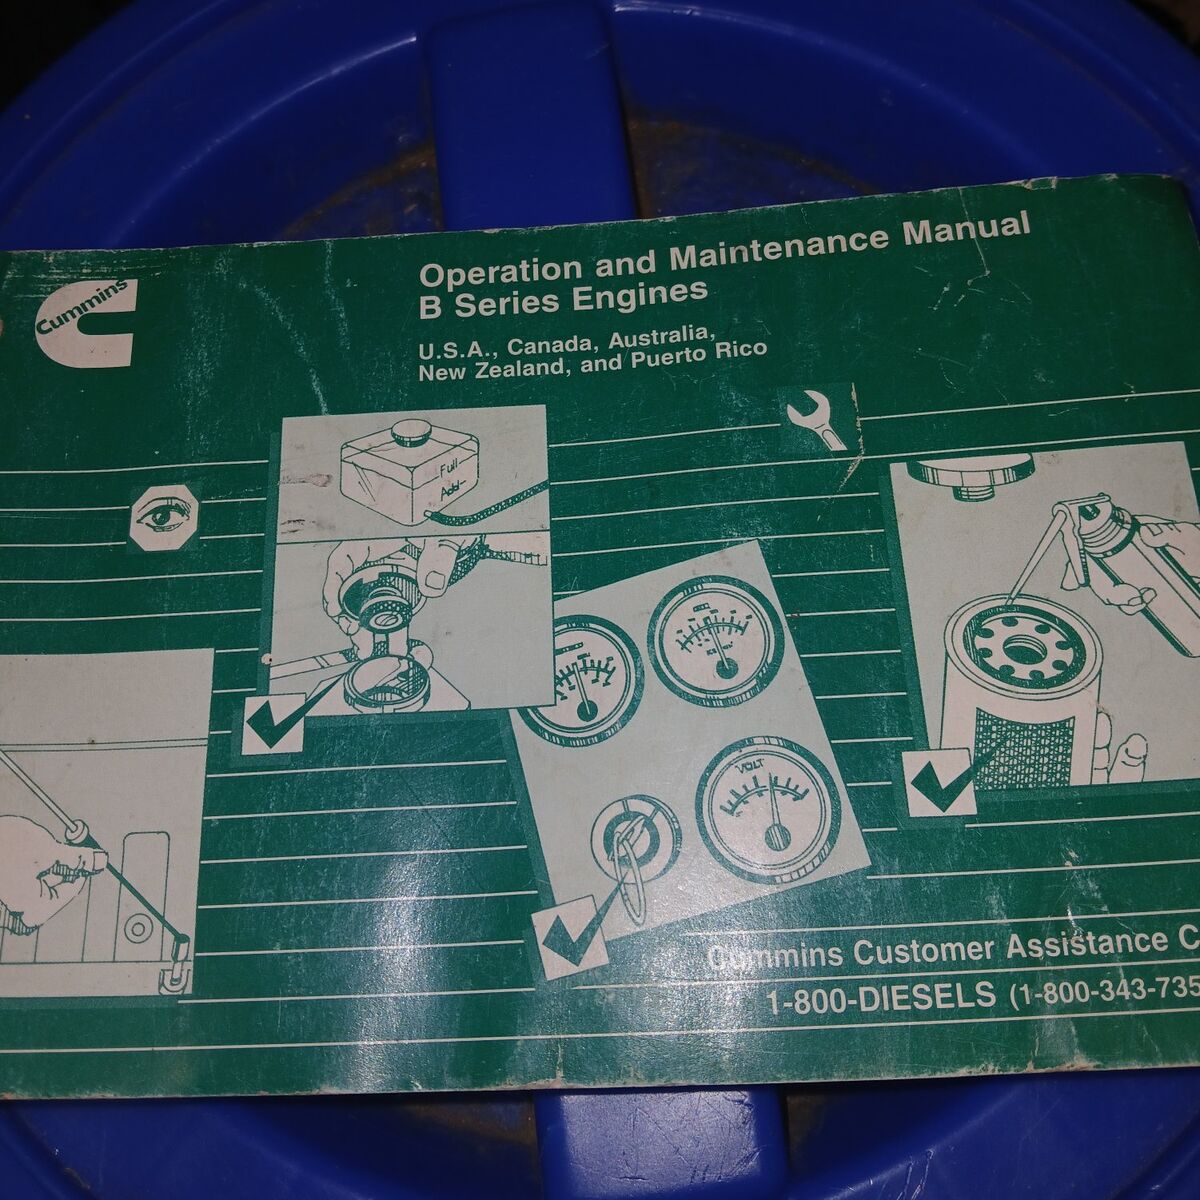 Cummins
Operation and Maintenance Manual
B Series Engines
U.S.A., Canada, Australia,
New Zealand, and Puerto Rico
Full
Add
VOLT
Cummins Customer Assistance C
1-800-DIESELS (1-800-343-735